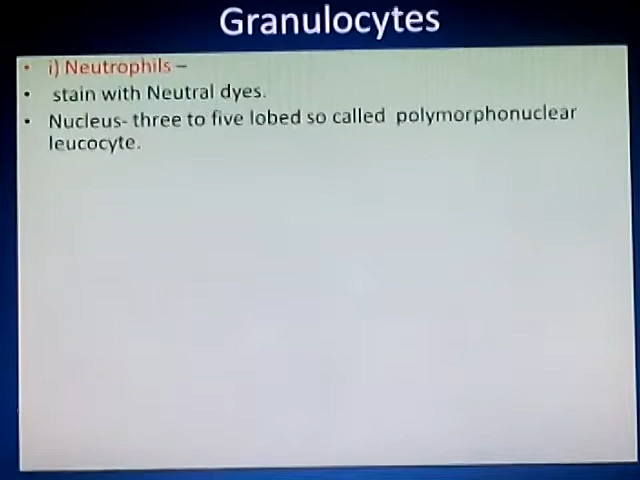 Granulocytes
• i) Neutrophils –
• stain with Neutral dyes.
• Nucleus- three to five lobed so called polymorphonuclear
leucocyte.